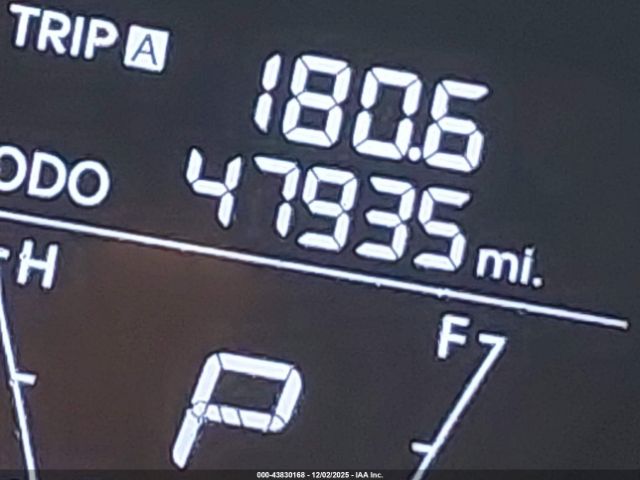 TRIP A 180.6
ODO 47935 mi.
H
F
P
000-43830168 - 12/02/2025 - IAA Inc.